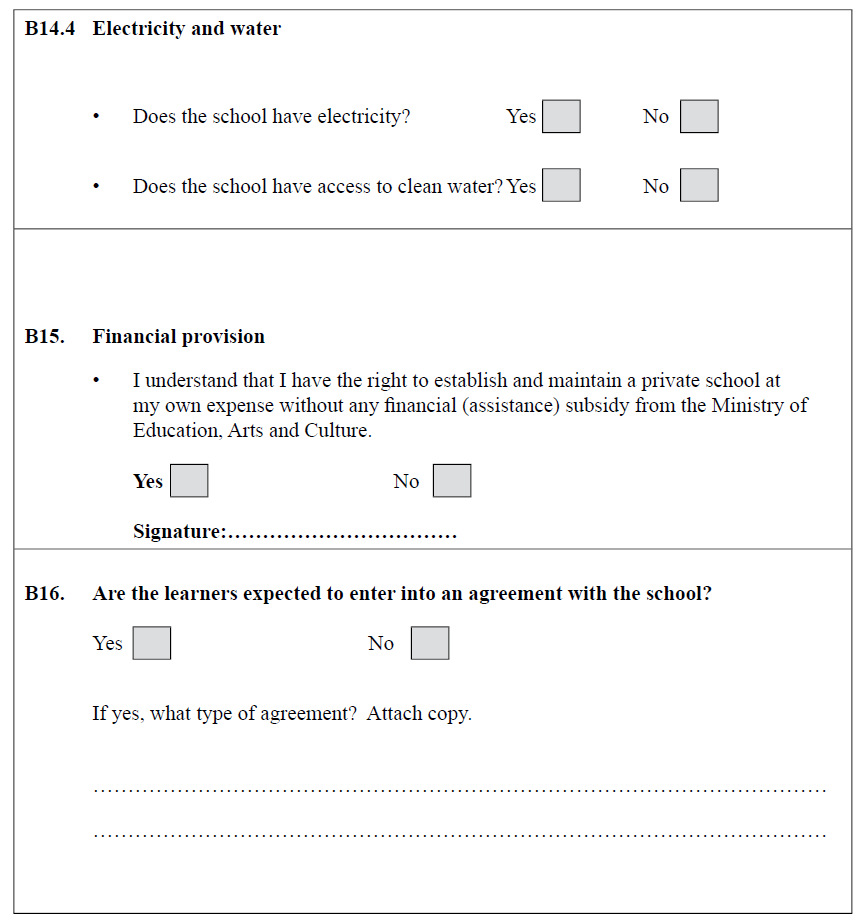 B14.4 Electricity and water
• Does the school have electricity? Yes No
• Does the school have access to clean water? Yes No
B15. Financial provision
• I understand that I have the right to establish and maintain a private school at
my own expense without any financial (assistance) subsidy from the Ministry of
Education, Arts and Culture.
Yes No
Signature:……………………………
B16. Are the learners expected to enter into an agreement with the school?
Yes No
If yes, what type of agreement? Attach copy.
……………………………………………………………………………………………
……………………………………………………………………………………………